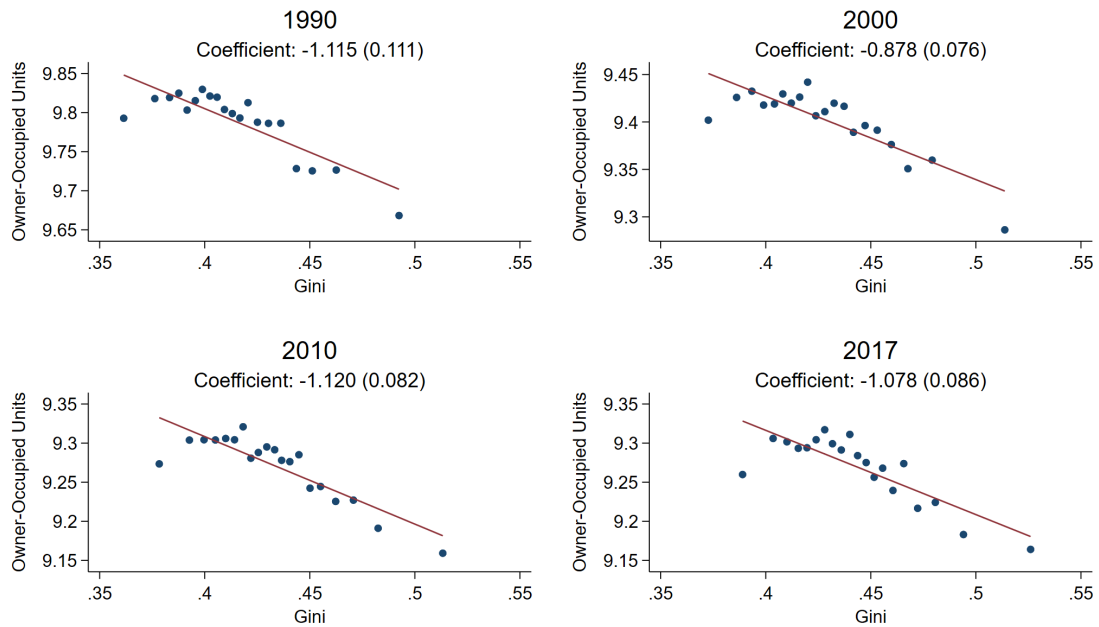 1990
Coefficient: -1.115 (0.111)
Owner-Occupied Units
9.85
9.8
9.75
9.7
9.65
.35 .4 .45 .5 .55
Gini
2000
Coefficient: -0.878 (0.076)
Owner-Occupied Units
9.45
9.4
9.35
9.3
.35 .4 .45 .5 .55
Gini
2010
Coefficient: -1.120 (0.082)
Owner-Occupied Units
9.35
9.3
9.25
9.2
9.15
.35 .4 .45 .5 .55
Gini
2017
Coefficient: -1.078 (0.086)
Owner-Occupied Units
9.35
9.3
9.25
9.2
9.15
.35 .4 .45 .5 .55
Gini